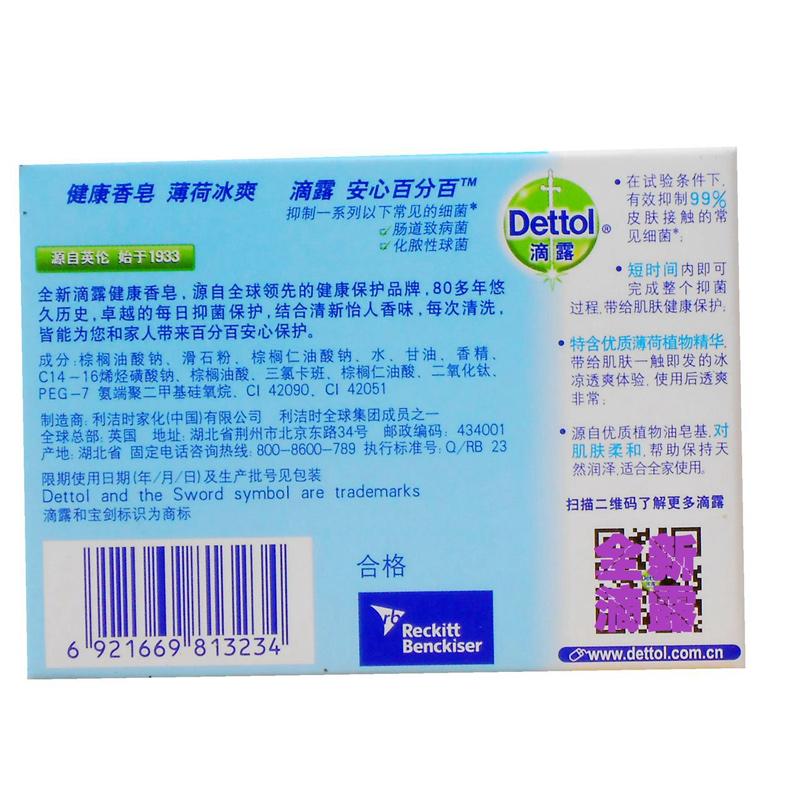 健康香皂 薄荷冰爽
滴露 安心百分百™
抑制一系列以下常见的细菌*
肠道致病菌
化脓性球菌
源自英伦 始于1933
全新滴露健康香皂，源自全球领先的健康保护品牌，80多年悠
久历史，卓越的每日抑菌保护，结合清新怡人香味，每次清洗，
皆能为您和家人带来百分百安心保护。
成分:棕榈油酸钠、滑石粉、棕榈仁油酸钠、水、甘油、香精、
C14-16烯烃磺酸钠、棕榈油酸、三氯卡班、棕榈仁油酸、二氧化钛、
PEG-7 氨端聚二甲基硅氧烷、CI 42090、CI 42051
制造商: 利洁时家化(中国)有限公司 利洁时全球集团成员之一
全球总部: 英国 地址: 湖北省荆州市北京东路34号 邮政编码: 434001
产地: 湖北省 固定电话咨询热线: 800-8600-789 执行标准号: Q/RB 23
限期使用日期(年/月/日)及生产批号见包装
Dettol and the Sword symbol are trademarks
滴露和宝剑标识为商标
6 921669 813234
合格
rb
Reckitt
Benckiser
Dettol®
滴露
•在试验条件下,
有效抑制99%
皮肤接触的常
见细菌*;
•短时间内即可
完成整个抑菌
过程,带给肌肤健康保护;
•特含优质薄荷植物精华,
带给肌肤一触即发的冰
凉透爽体验, 使用后透爽
非常;
•源自优质植物油皂基,对
肌肤柔和, 帮助保持天
然润泽,适合全家使用。
扫描二维码了解更多滴露
全新
滴露
www.dettol.com.cn